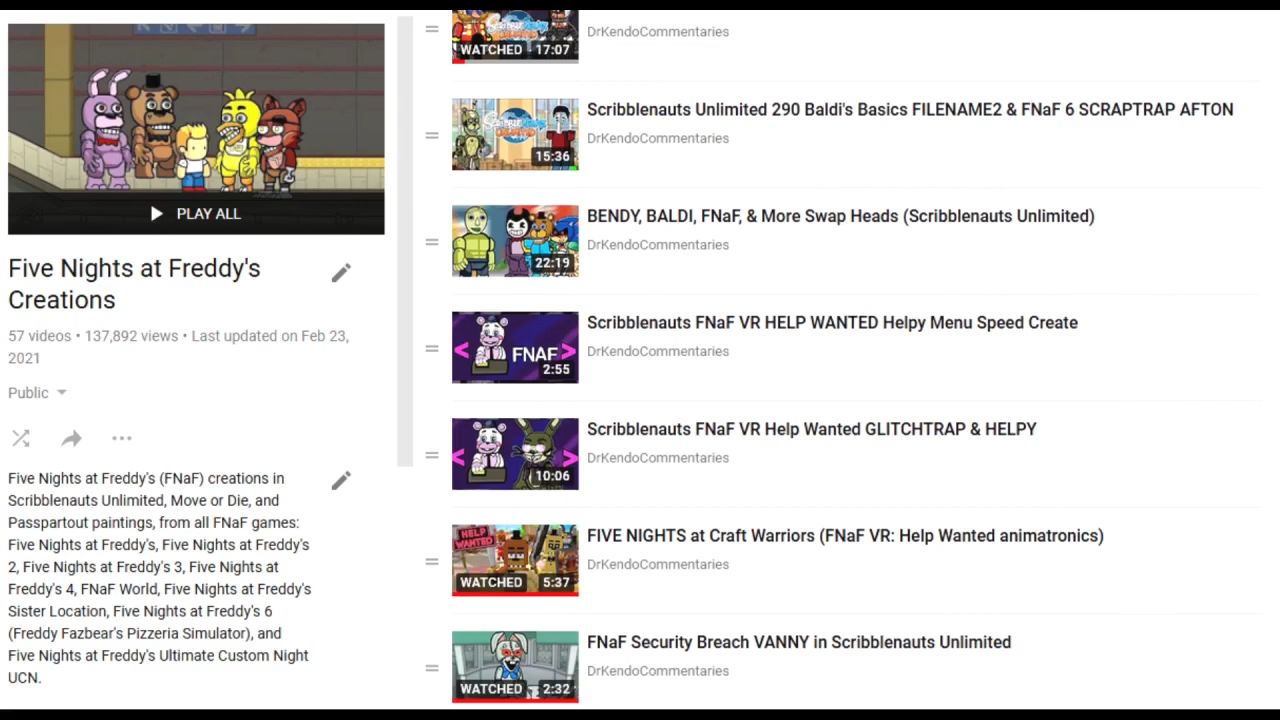 PLAY ALL
Five Nights at Freddy's
Creations
57 videos • 137,892 views • Last updated on Feb 23,
2021
Public
Five Nights at Freddy's (FNaF) creations in
Scribblenauts Unlimited, Move or Die, and
Passpartout paintings, from all FNaF games:
Five Nights at Freddy's, Five Nights at Freddy's
2, Five Nights at Freddy's 3, Five Nights at
Freddy's 4, FNaF World, Five Nights at Freddy's
Sister Location, Five Nights at Freddy's 6
(Freddy Fazbear's Pizzeria Simulator), and
Five Nights at Freddy's Ultimate Custom Night
UCN.
WATCHED 17:07
DrKendoCommentaries
15:36
Scribblenauts Unlimited 290 Baldi's Basics FILENAME2 & FNaF 6 SCRAPTRAP AFTON
DrKendoCommentaries
22:19
BENDY, BALDI, FNaF, & More Swap Heads (Scribblenauts Unlimited)
DrKendoCommentaries
FNAF
2:55
Scribblenauts FNaF VR HELP WANTED Helpy Menu Speed Create
DrKendoCommentaries
10:06
Scribblenauts FNaF VR Help Wanted GLITCHTRAP & HELPY
DrKendoCommentaries
HELP
WANTED
WATCHED 5:37
FIVE NIGHTS at Craft Warriors (FNaF VR: Help Wanted animatronics)
DrKendoCommentaries
WATCHED 2:32
FNaF Security Breach VANNY in Scribblenauts Unlimited
DrKendoCommentaries